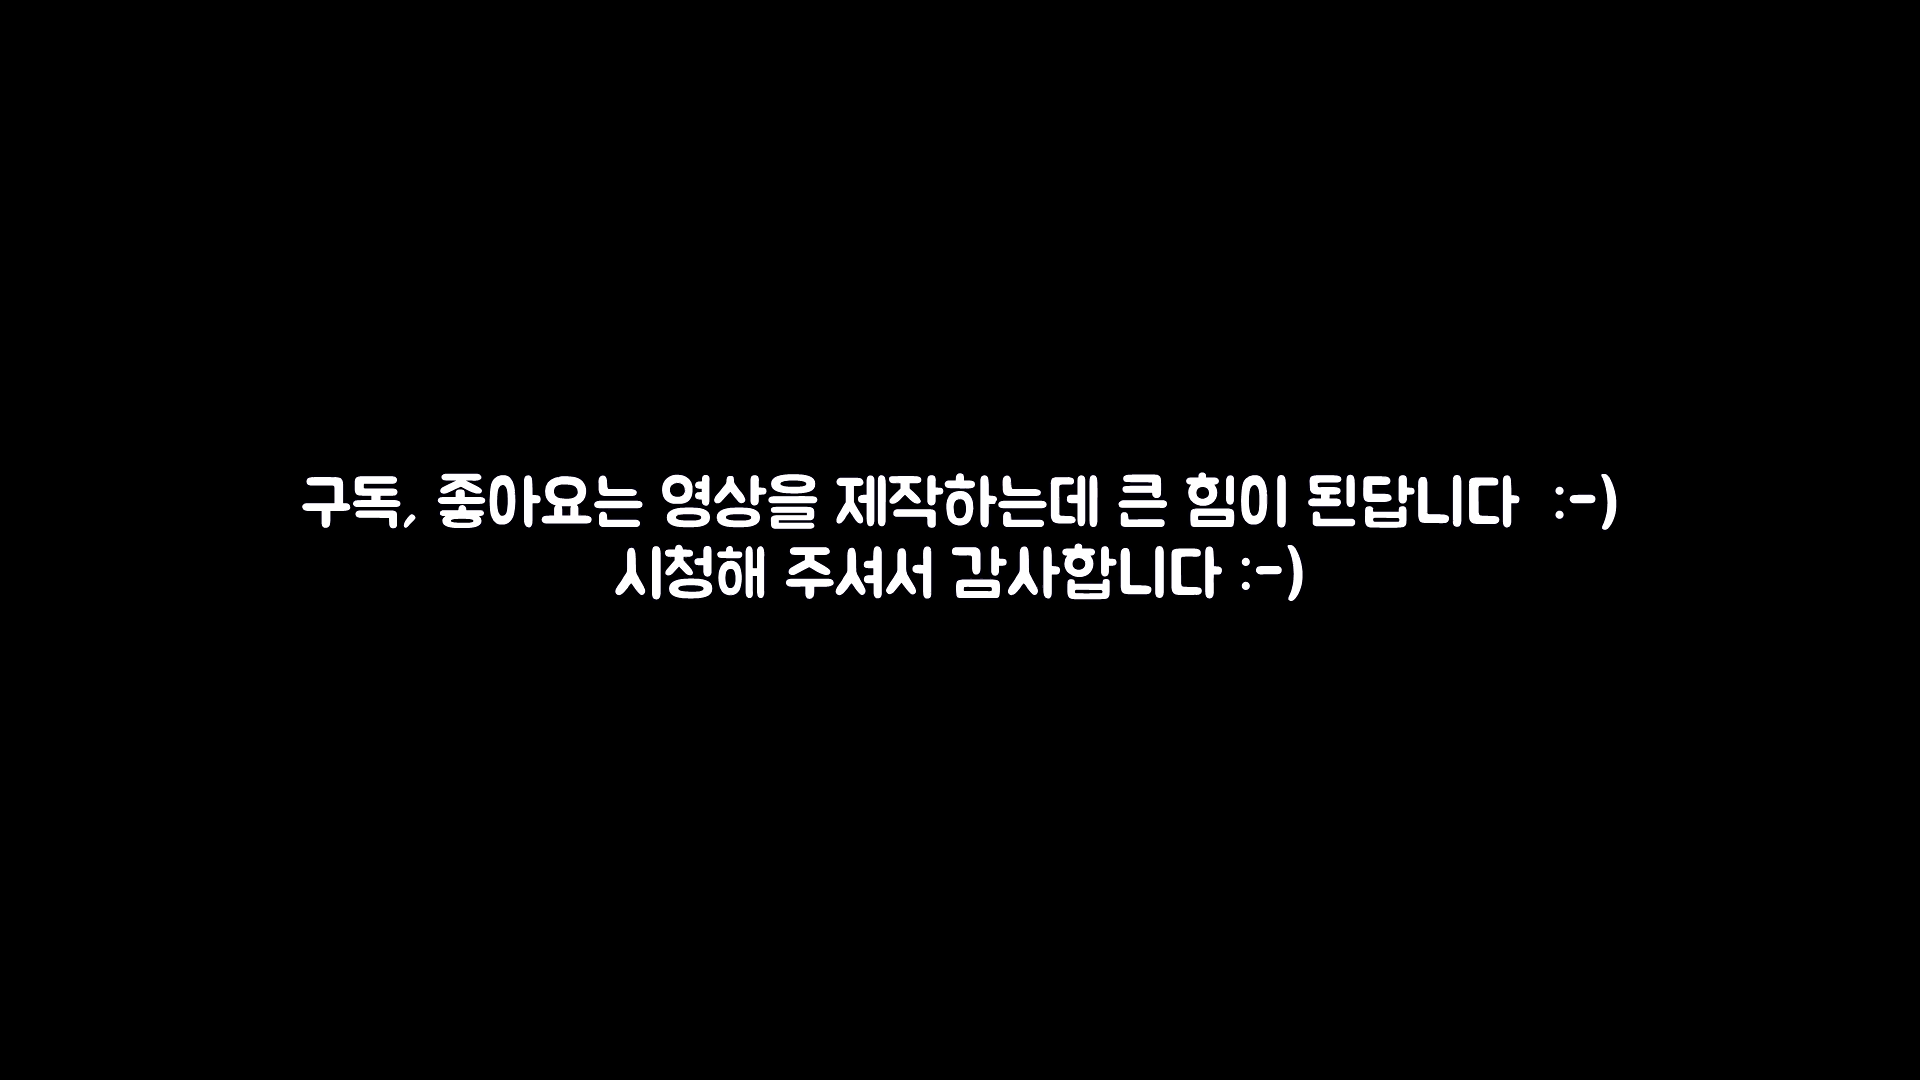 구독, 좋아요는 영상을 제작하는데 큰 힘이 된답니다  :-)
시청해 주셔서 감사합니다 :-)